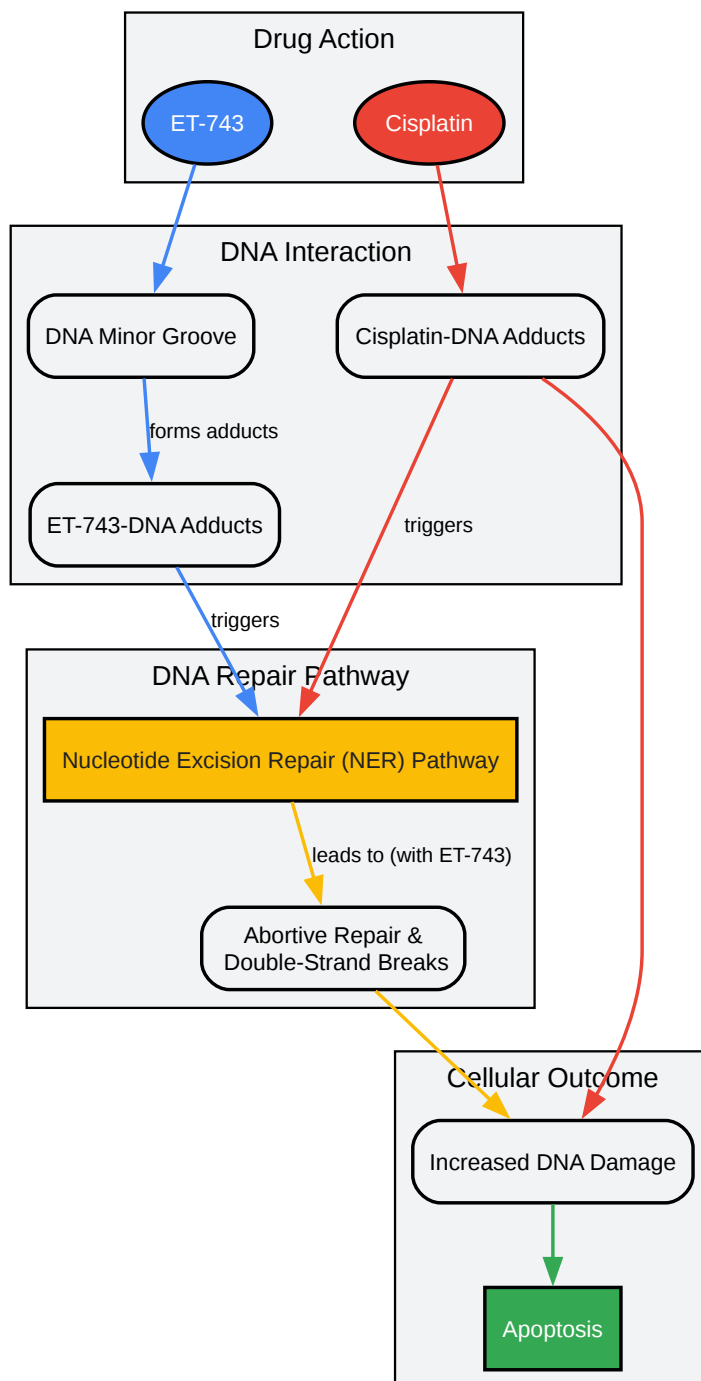 Drug Action
ET-743
Cisplatin
DNA Interaction
DNA Minor Groove
Cisplatin-DNA Adducts
forms adducts
ET-743-DNA Adducts
triggers
triggers
DNA Repair Pathway
Nucleotide Excision Repair (NER) Pathway
leads to (with ET-743)
Abortive Repair &
Double-Strand Breaks
Cellular Outcome
Increased DNA Damage
Apoptosis